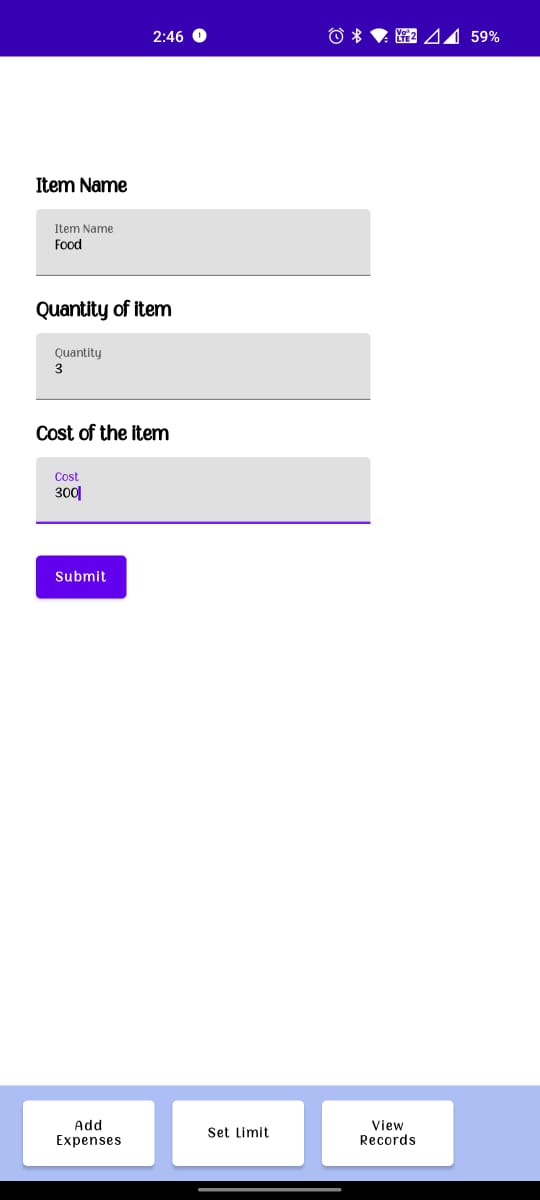 2:46
59%
Item Name
Item Name
Food
Quantity of item
Quantity
3
Cost of the item
Cost
300
Submit
Add
Expenses
Set Limit
View
Records